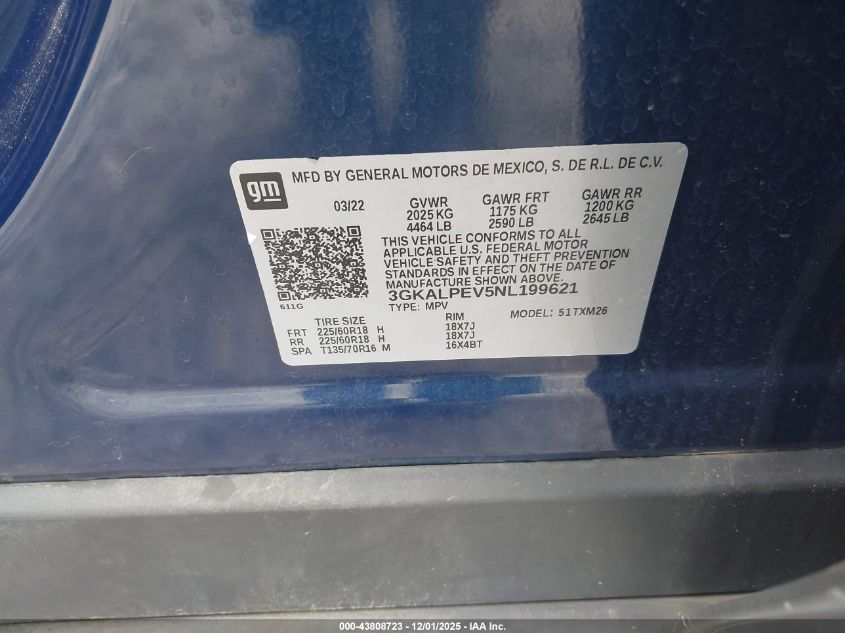 gm
MFD BY GENERAL MOTORS DE MEXICO, S. DE R.L. DE C.V.
03/22 GVWR GAWR FRT GAWR RR
2025 KG 1175 KG 1200 KG
4464 LB 2590 LB 2645 LB
THIS VEHICLE CONFORMS TO ALL
APPLICABLE U.S. FEDERAL MOTOR
VEHICLE SAFETY AND THEFT PREVENTION
STANDARDS IN EFFECT ON THE DATE OF
MANUFACTURE SHOWN ABOVE.
3GKALPEV5NL199621
611G TYPE: MPV MODEL: 51TXM26
TIRE SIZE RIM
FRT 225/60R18 H 18X7J
RR 225/60R18 H 18X7J
SPA T135/70R16 M 16X4BT
000-43808723 - 12/01/2025 - IAA Inc.